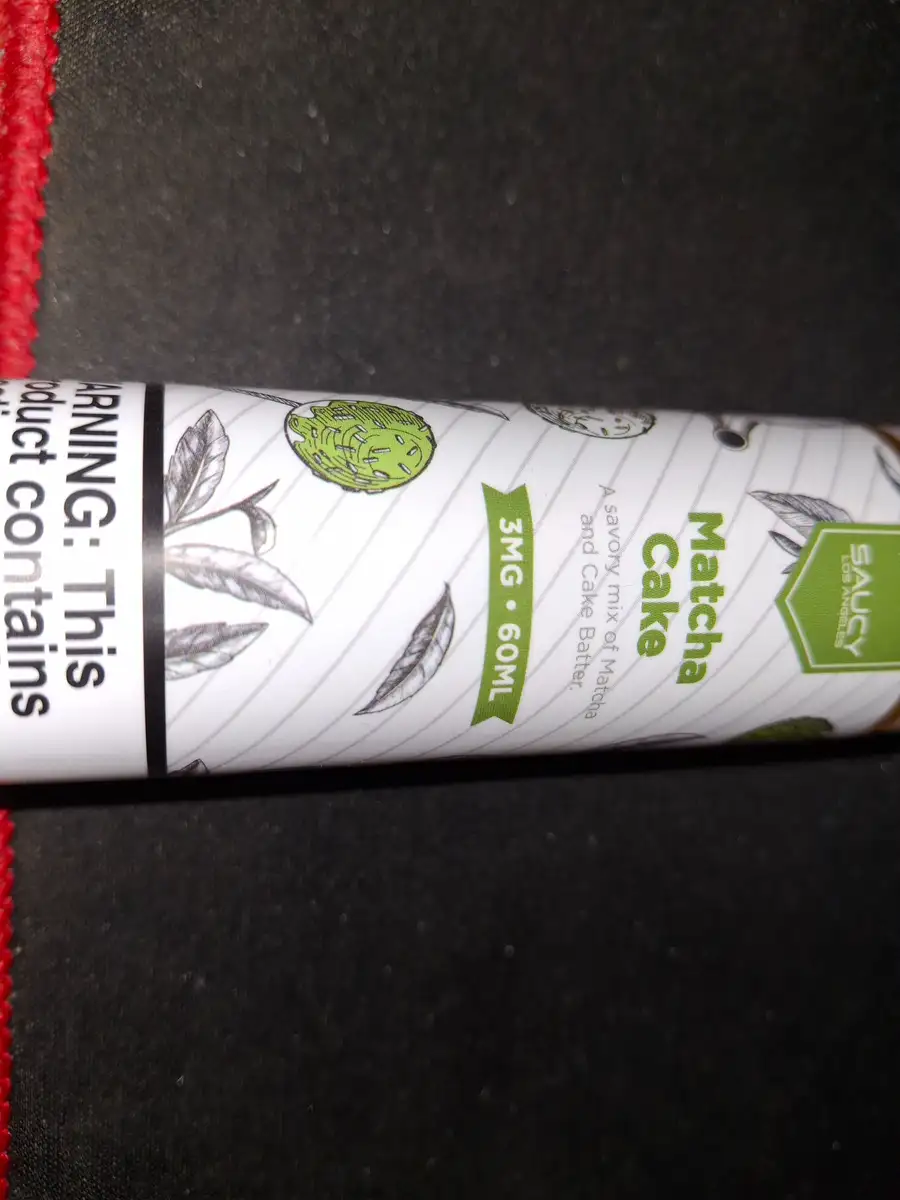 SAUCY
LOS ANGELES
Matcha
Cake
A savory mix of Matcha
and Cake Batter.
3MG • 60ML
ARNING: This
oduct contains